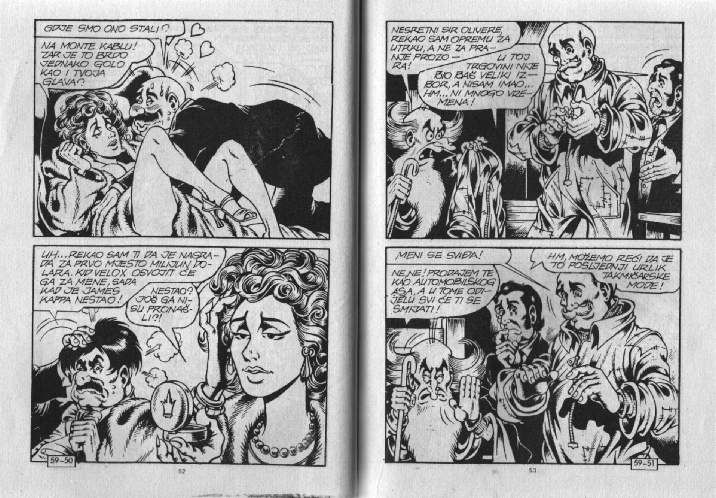 GDJE SMO ONO STALI?
NA MONTE KABLU!
ZAR JE TO BRDO
JEDNAKO GOLO
KAO I TVOJA
GLAVA?
UH...REKAO SAM TI DA JE NAGRA-
DA ZA PRVO MJESTO MILIJUN DO-
LARA. KID VELOX OSVOJIT ĆE
GA ZA MENE, SADA
KAD JE JAMES
KAPPA NESTAO!
NESTAO?
JOŠ GA NI-
SU PRONAŠ-
LI?!
59-50
52
NESRETNI SIR OLIVERE,
REKAO SAM OPREMU ZA
UTRKU, A NE ZA PRA-
NJE PROZO-
RA!
U TOJ
TRGOVINI NIJE
BIO BAŠ VELIKI IZ-
BOR, A NISAM IMAO...
HM... NI MNOGO VRE-
MENA!
MENI SE SVIĐA!
NE,NE! PRODAJEM TE
KAO AUTOMOBILSKOG
ASA, A U TOME ODI-
JELU SVI ĆE TI SE
SMIJATI!
HM, MOŽEMO REĆI DA JE
TO POSLJEDNJI URLIK
TAKMIČARSKE
MODE!
53
59-51